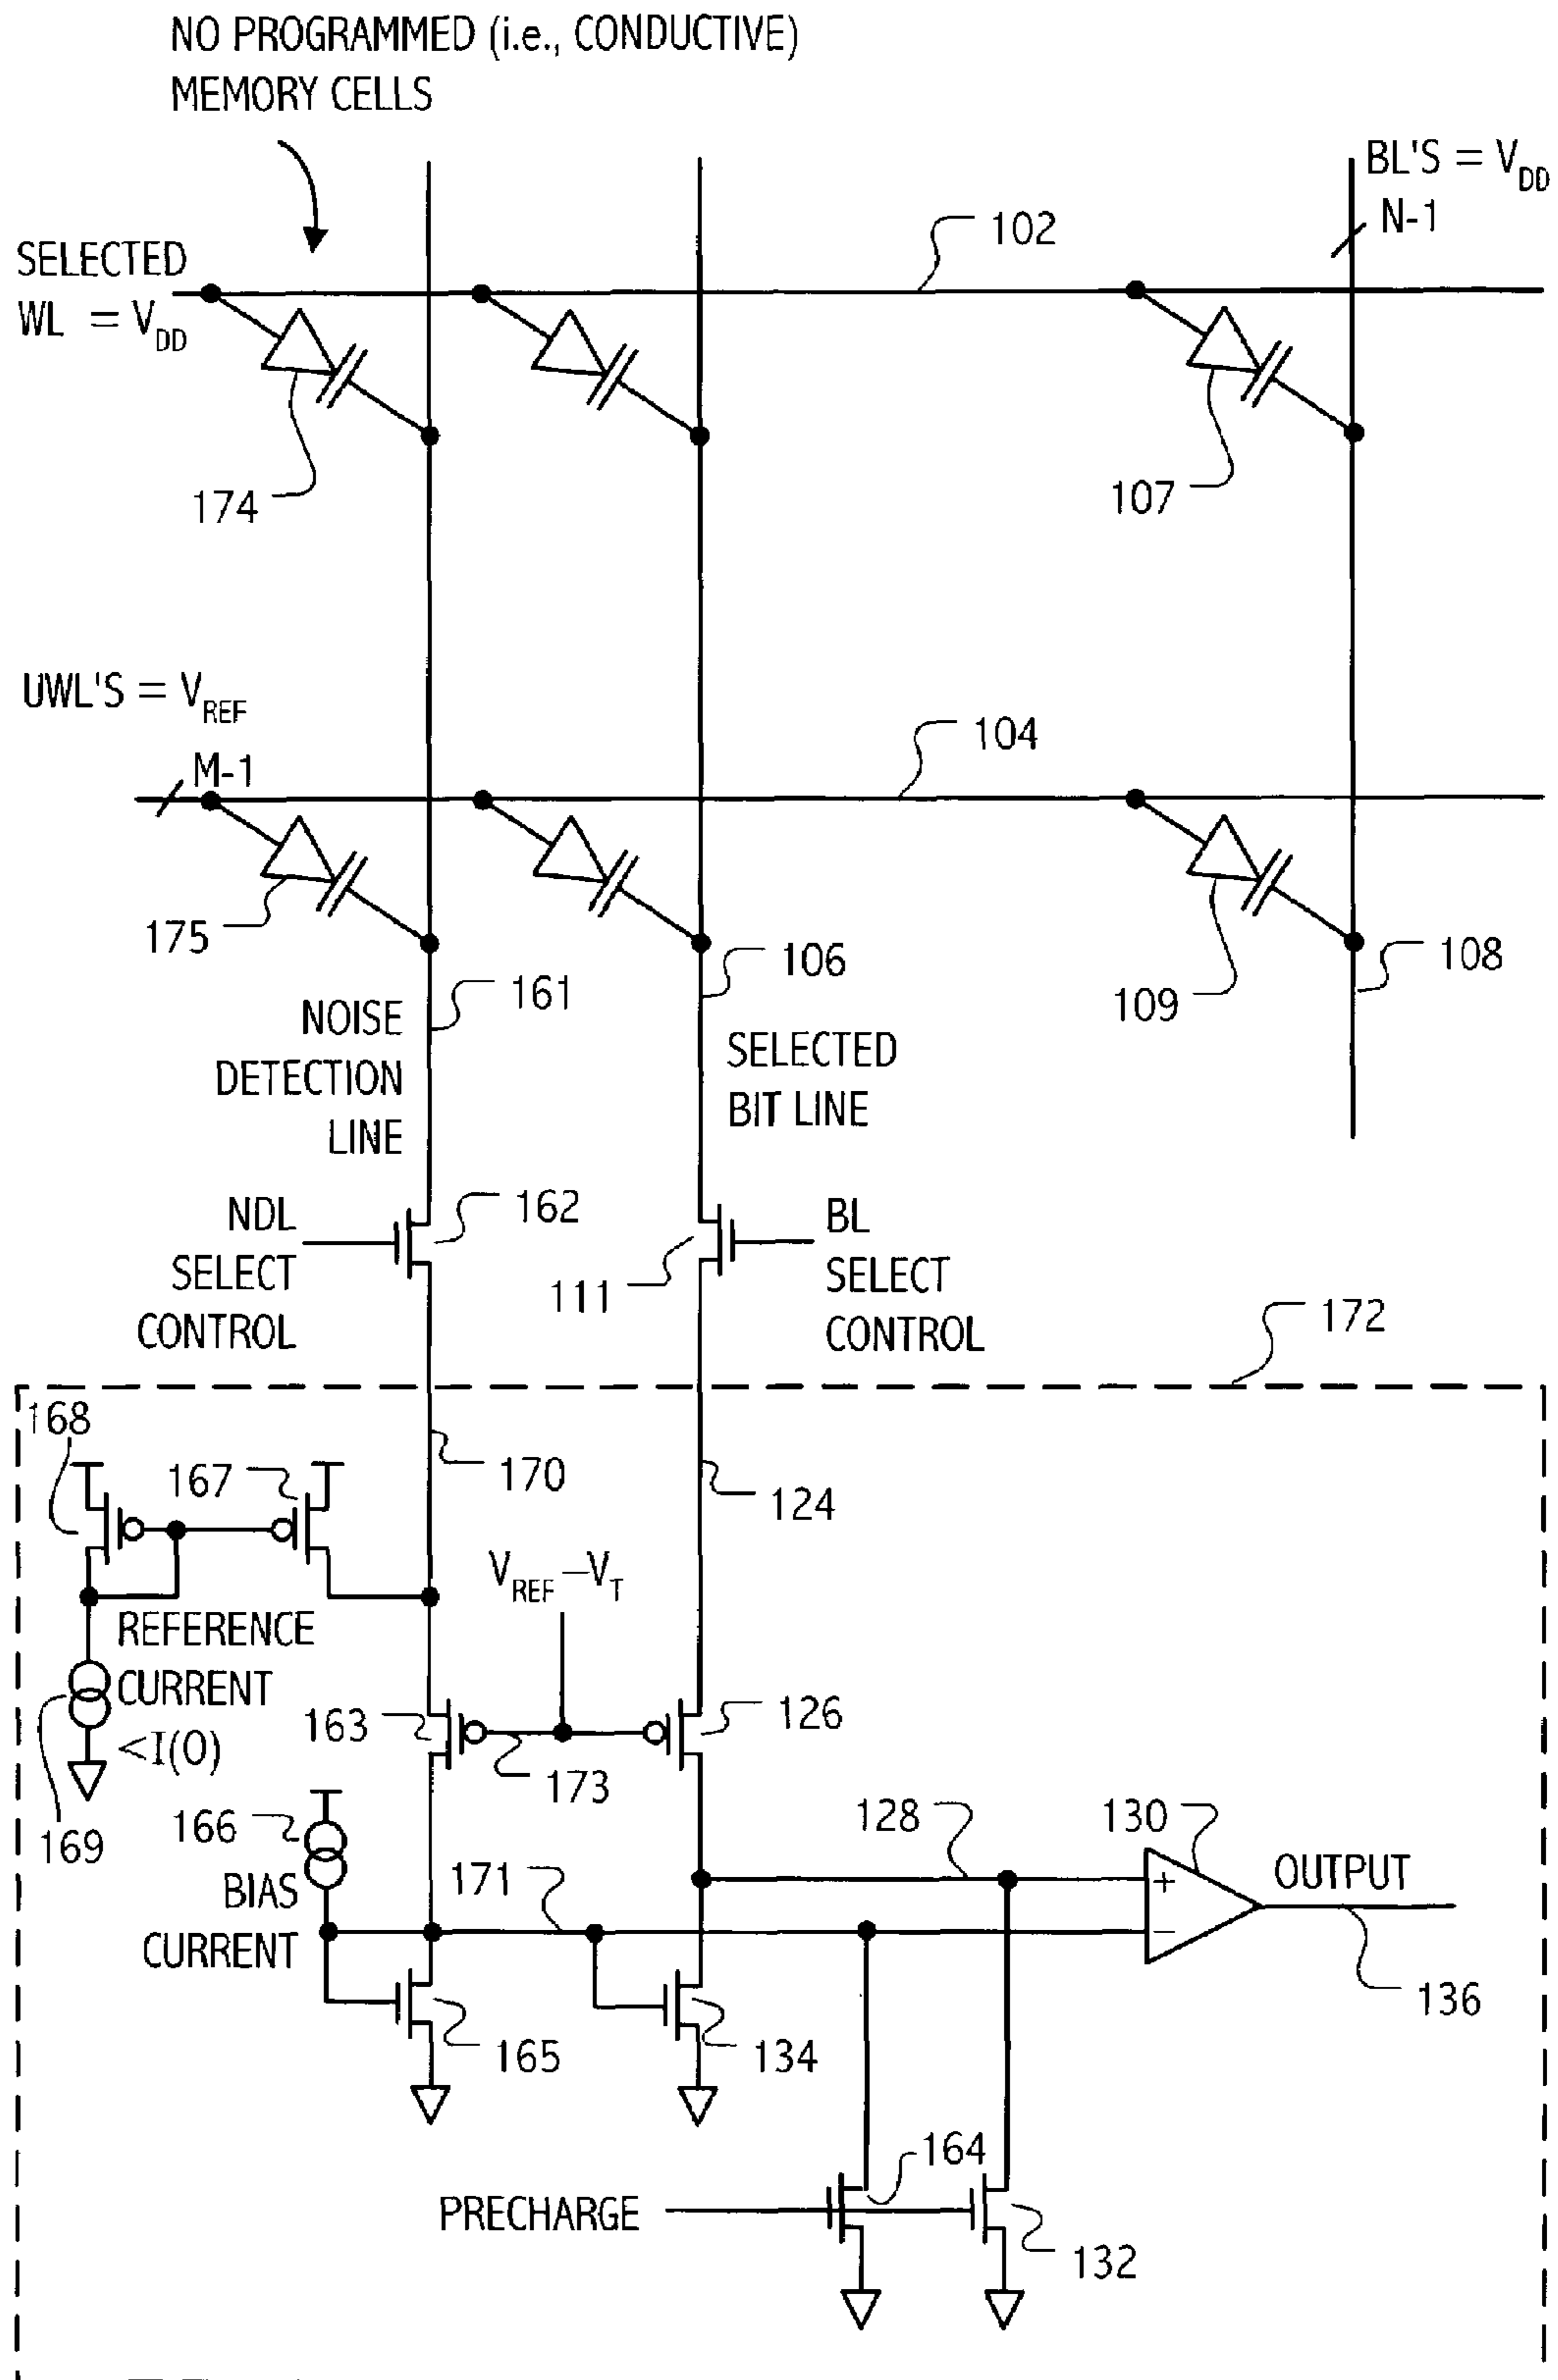 NO PROGRAMMED (i.e., CONDUCTIVE)
MEMORY CELLS
BL'S = VDD
N-1
102
SELECTED
WL = VDD
174
107
UWL'S = VREF
104
M-1
175
106
108
161
109
NOISE
DETECTION
LINE
SELECTED
BIT LINE
162
NDL
SELECT
CONTROL
111
BL
SELECT
CONTROL
172
168
167
170
124
VREF –VT
REFERENCE
CURRENT
<I(0)
169
163
126
173
166
128
130
BIAS
CURRENT
171
+
−
OUTPUT
136
165
134
164
PRECHARGE
132